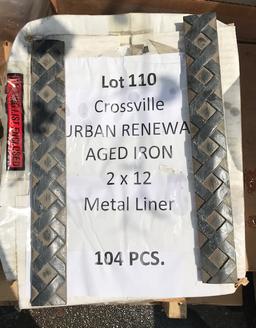 Lot 110
Crossville
URBAN RENEWA
AGED IRON
2 x 12
Metal Liner
104 PCS.